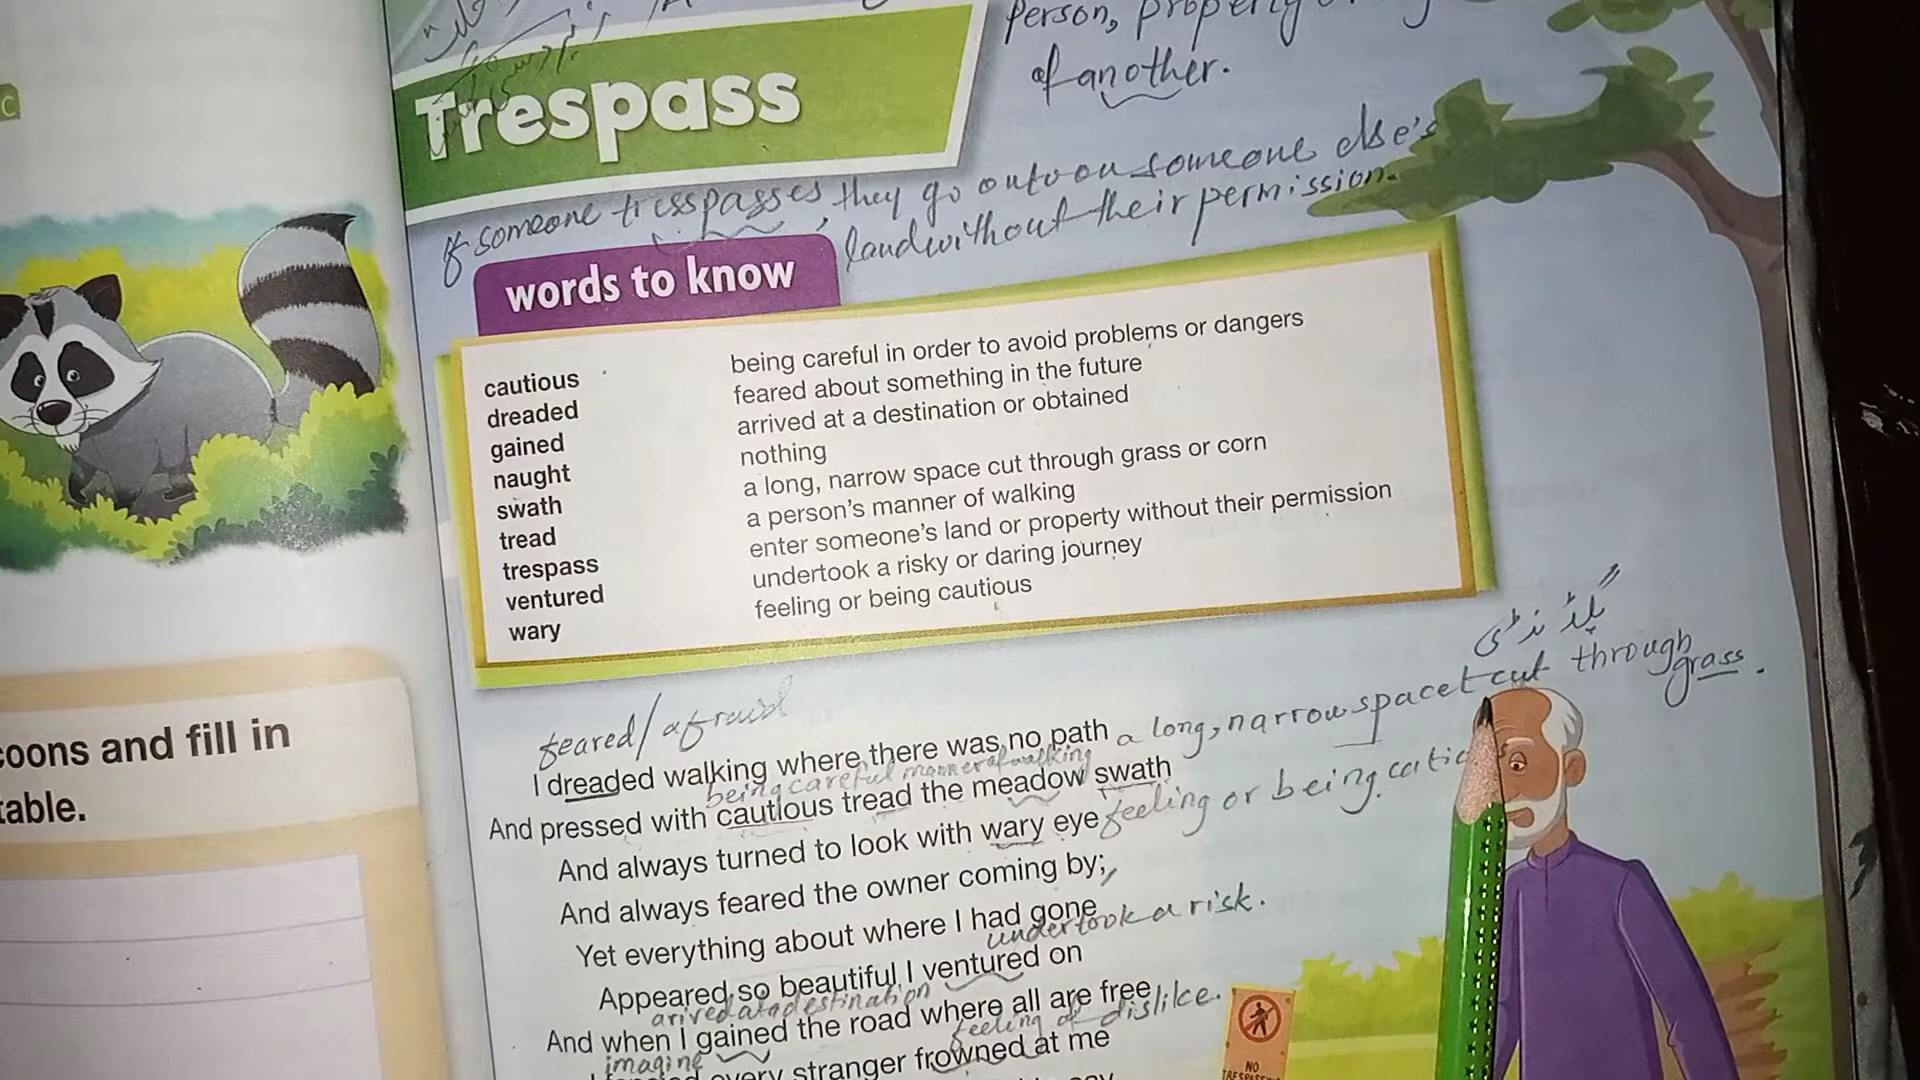 person, property
of another.
Trespass
If someone tresspasses, they go onto on someone else's
land without their permission.
words to know
cautious being careful in order to avoid problems or dangers
dreaded feared about something in the future
gained arrived at a destination or obtained
naught nothing
swath a long, narrow space cut through grass or corn
tread a person's manner of walking
trespass enter someone's land or property without their permission
ventured undertook a risky or daring journey
wary feeling or being cautious
C
coons and fill in
table.
feared/afraid
I dreaded walking where there was no path a long, narrow space cut through grass.
being careful manner of walking
And pressed with cautious tread the meadow swath
And always turned to look with wary eye feeling or being
And always feared the owner coming by;
Yet everything about where I had gone
undertook a risk.
Appeared so beautiful I ventured on
arived at a destination
And when I gained the road where all are free
imagine feeling of dislike.
every stranger frowned at me
NO